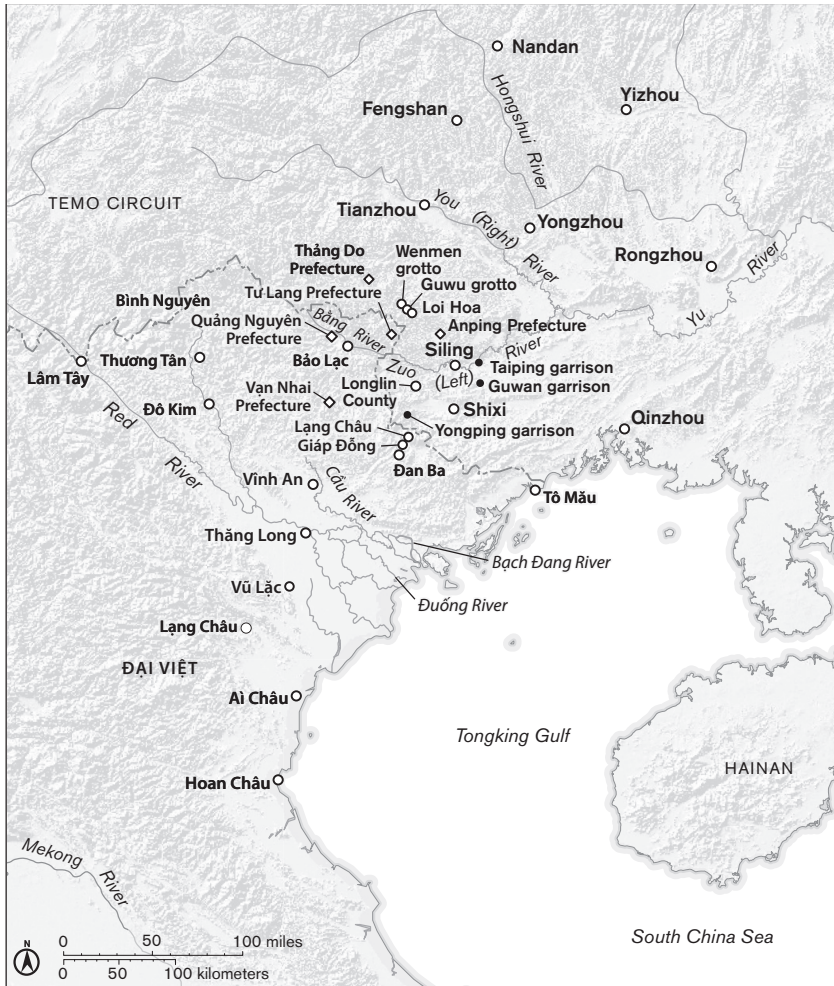 Nandan
Hongshui River
Yizhou
Fengshan
TEMO CIRCUIT
Tianzhou
You (Right) River
Yongzhou
Rongzhou
Yu River
Thảng Do
Prefecture
Wenmen
grotto
Guwu grotto
Tư Lang Prefecture
Loi Hoa
Bình Nguyên
Quảng Nguyên
Prefecture
Bằng River
Anping Prefecture
Bảo Lạc
Siling
Zuo (Left) River
Taiping garrison
Guwan garrison
Thương Tân
Lâm Tây
Longlin
County
Vạn Nhai
Prefecture
Đô Kim
Shixi
Yongping garrison
Lạng Châu
Giáp Đỗng
Đan Ba
Qinzhou
Red River
Vĩnh An
Cầu River
Tô Mău
Thăng Long
Bạch Đang River
Đuống River
Vũ Lặc
Lạng Châu
ĐẠI VIỆT
Aì Châu
Tongking Gulf
HAINAN
Hoan Châu
Mekong River
South China Sea
N
0 50 100 miles
0 50 100 kilometers